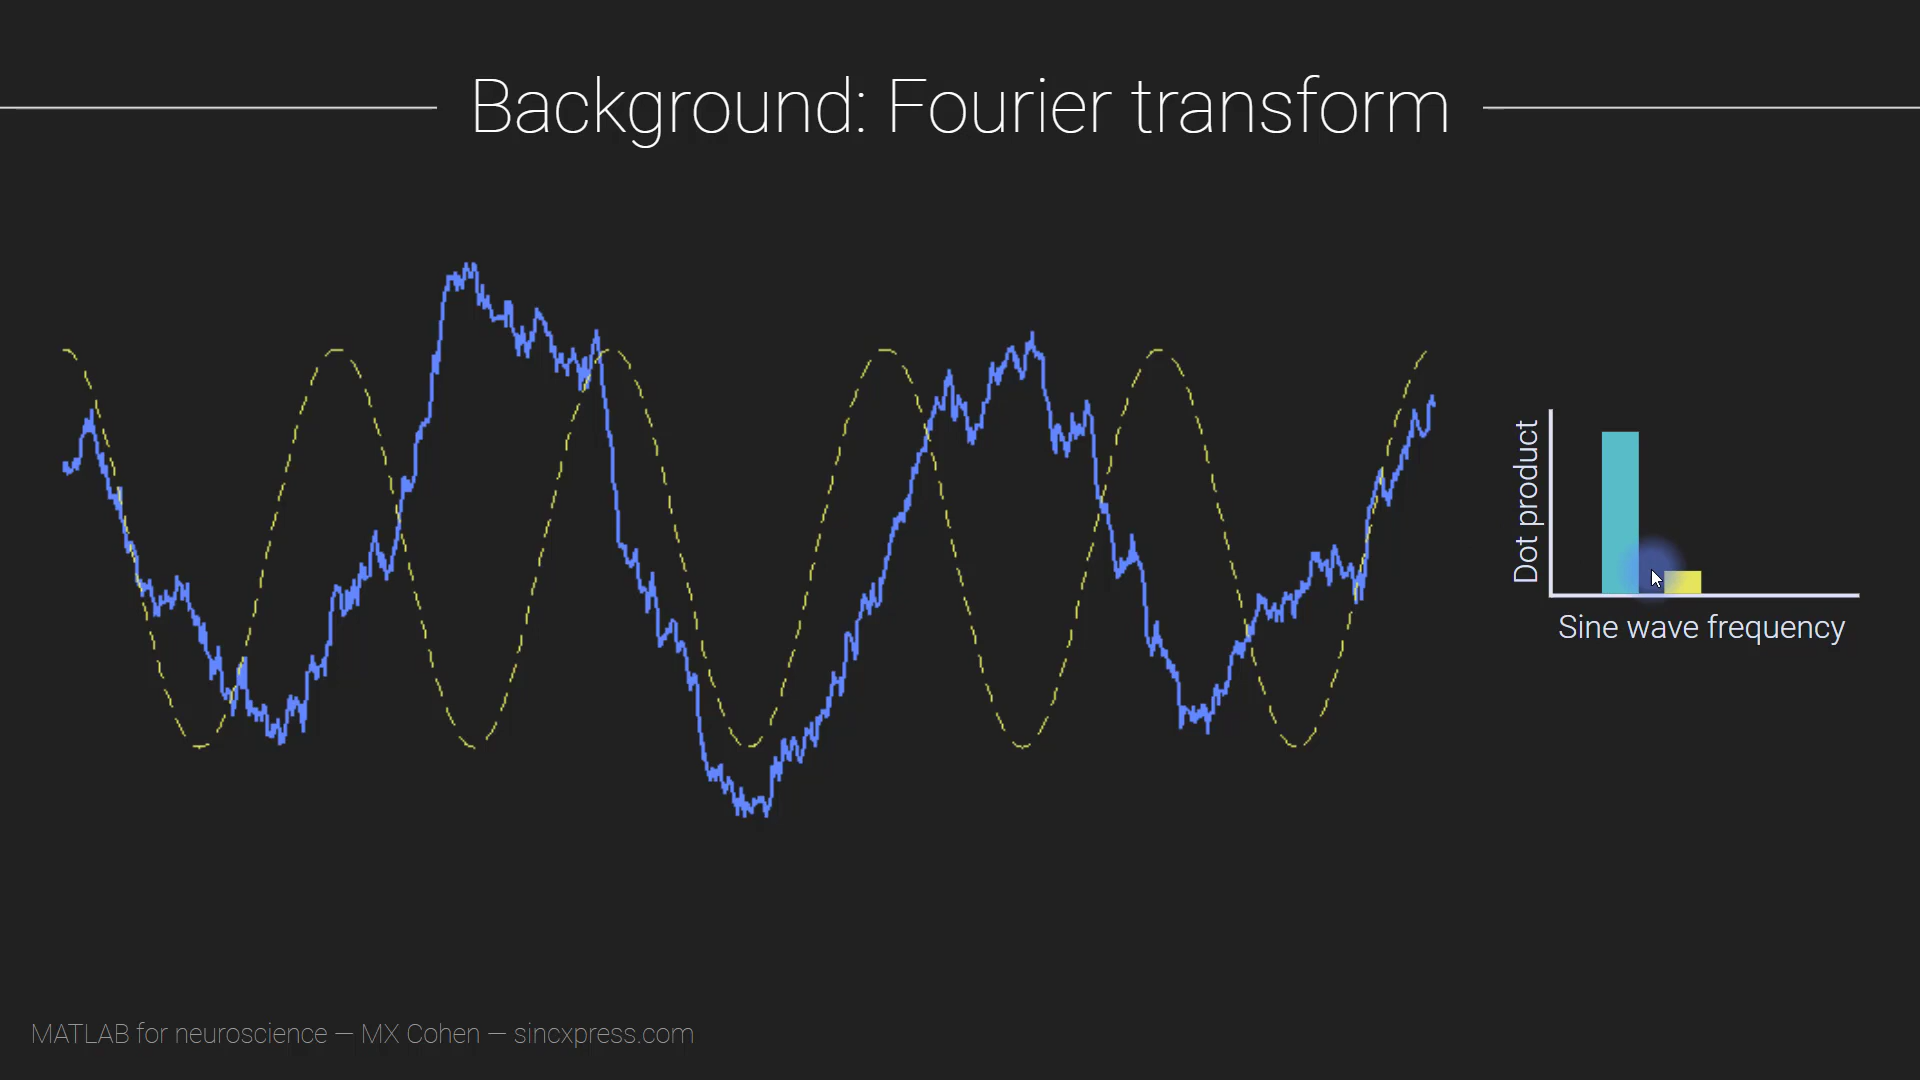 Background: Fourier transform
Dot product
Sine wave frequency
MATLAB for neuroscience — MX Cohen — sincxpress.com